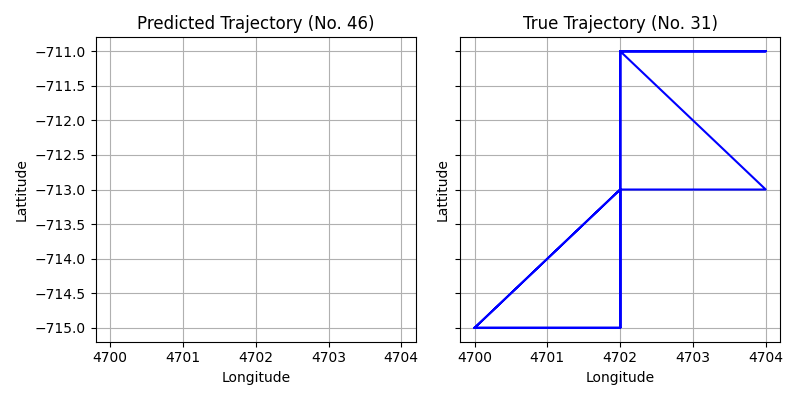 Predicted Trajectory (No. 46)
Lattitude
−711.0
−711.5
−712.0
−712.5
−713.0
−713.5
−714.0
−714.5
−715.0
4700 4701 4702 4703 4704
Longitude
True Trajectory (No. 31)
Lattitude
4700 4701 4702 4703 4704
Longitude